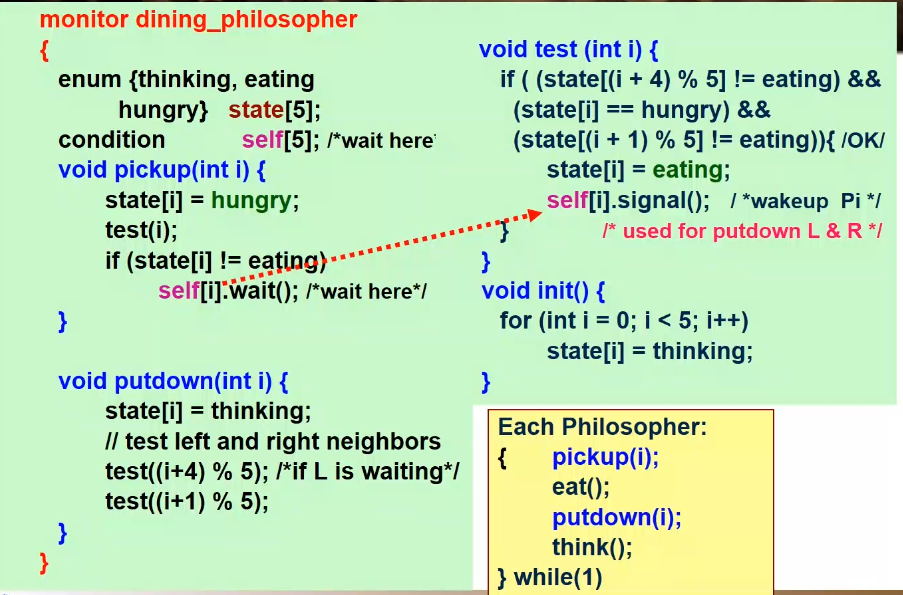 monitor dining_philosopher
{
enum {thinking, eating
hungry} state[5];
condition self[5]; /*wait here*
void pickup(int i) {
state[i] = hungry;
test(i);
if (state[i] != eating)
self[i].wait(); /*wait here*/
}
void putdown(int i) {
state[i] = thinking;
// test left and right neighbors
test((i+4) % 5); /*if L is waiting*/
test((i+1) % 5);
}
}
void test (int i) {
if ( (state[(i + 4) % 5] != eating) &&
(state[i] == hungry) &&
(state[(i + 1) % 5] != eating)){ /OK/
state[i] = eating;
self[i].signal(); / *wakeup Pi */
} /* used for putdown L & R */
}
void init() {
for (int i = 0; i < 5; i++)
state[i] = thinking;
}
Each Philosopher:
{ pickup(i);
eat();
putdown(i);
think();
} while(1)